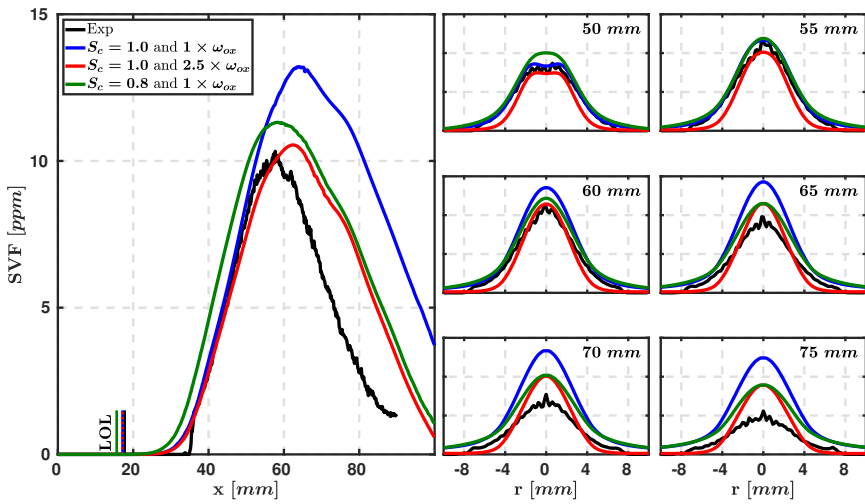 15
10
5
0
SVF [ppm]
Exp
S_c = 1.0 and 1 × ω_ox
S_c = 1.0 and 2.5 × ω_ox
S_c = 0.8 and 1 × ω_ox
LOL
0 20 40 60 80
x [mm]
50 mm
55 mm
60 mm
65 mm
70 mm
75 mm
-8 -4 0 4 8
-8 -4 0 4 8
r [mm]
r [mm]